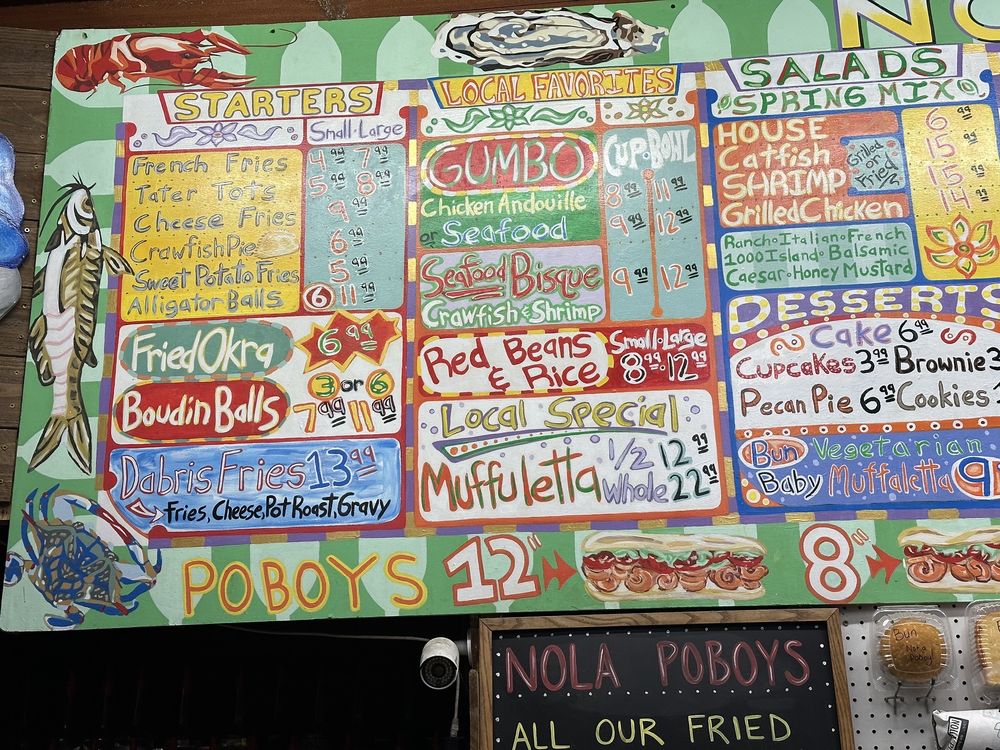 NO
STARTERS
Small·Large
French Fries 4.99 7.99
Tater Tots 5.99 8.99
Cheese Fries 9.99
Crawfish Pie 6.99
Sweet Potato Fries 5.99
Alligator Balls 6 11.99
Fried Okra 6.99
3 or 6
Boudin Balls 7.99 11.99
Dabris Fries 13.99
Fries, Cheese, Pot Roast, Gravy
LOCAL FAVORITES
GUMBO CUP·BOWL
Chicken Andouille 8.99 11.99
or Seafood 9.99 12.99
Seafood Bisque 9.99 12.99
Crawfish & Shrimp
Red Beans Small·Large
& Rice 8.99·12.99
Local Special
Muffuletta 1/2 12.99
Whole 22.99
SALADS
SPRING MIX
HOUSE 6.99
Catfish 15.99
SHRIMP 15.99
Grilled Chicken 14.99
Grilled
or
Fried
Ranch·Italian·French
1000 Island·Balsamic
Caesar·Honey Mustard
DESSERTS
Cake 6.99
Cupcakes 3.99 Brownie 3
Pecan Pie 6.99 Cookies
Bun Vegetarian
Baby Muffaletta 9
POBOYS 12" 8"
NOLA POBOYS
ALL OUR FRIED
Bun
Nola
Poboy